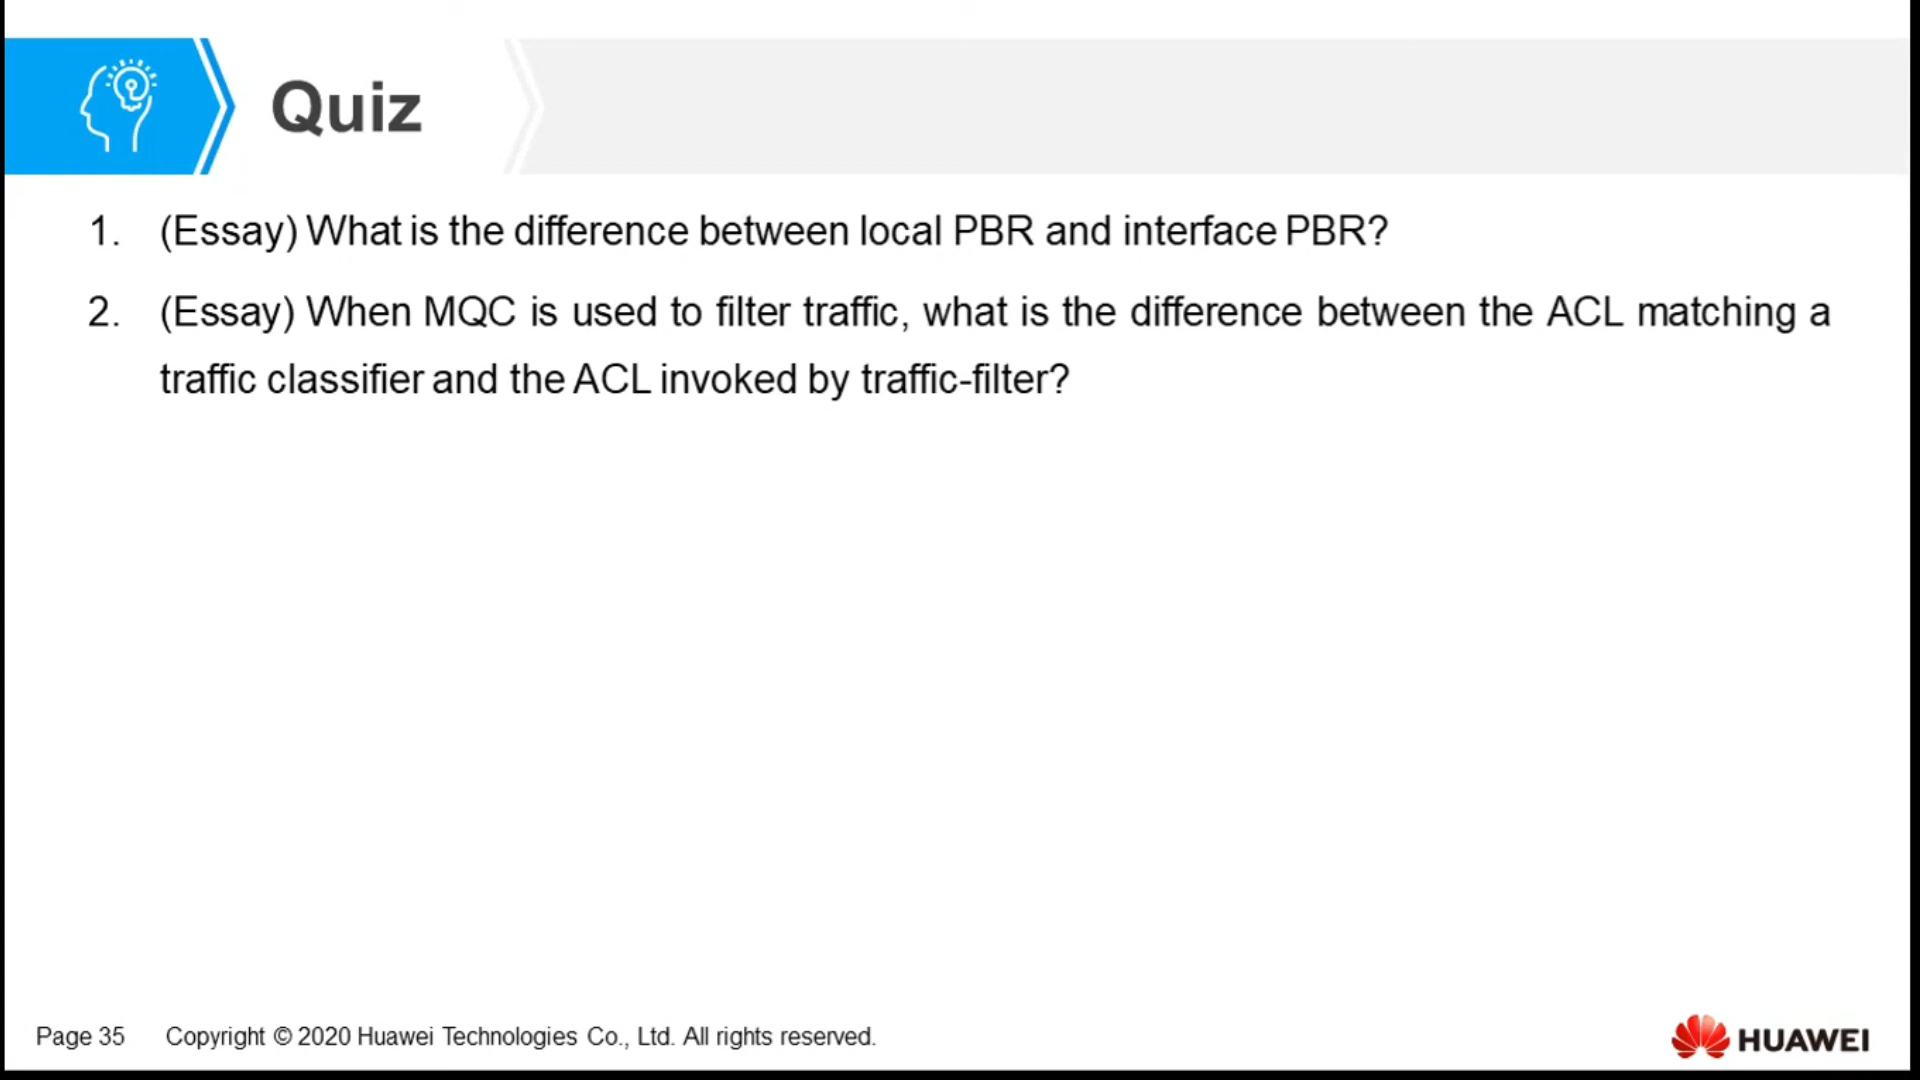 Quiz
1. (Essay) What is the difference between local PBR and interface PBR?
2. (Essay) When MQC is used to filter traffic, what is the difference between the ACL matching a
traffic classifier and the ACL invoked by traffic-filter?
Page 35 Copyright © 2020 Huawei Technologies Co., Ltd. All rights reserved.
HUAWEI